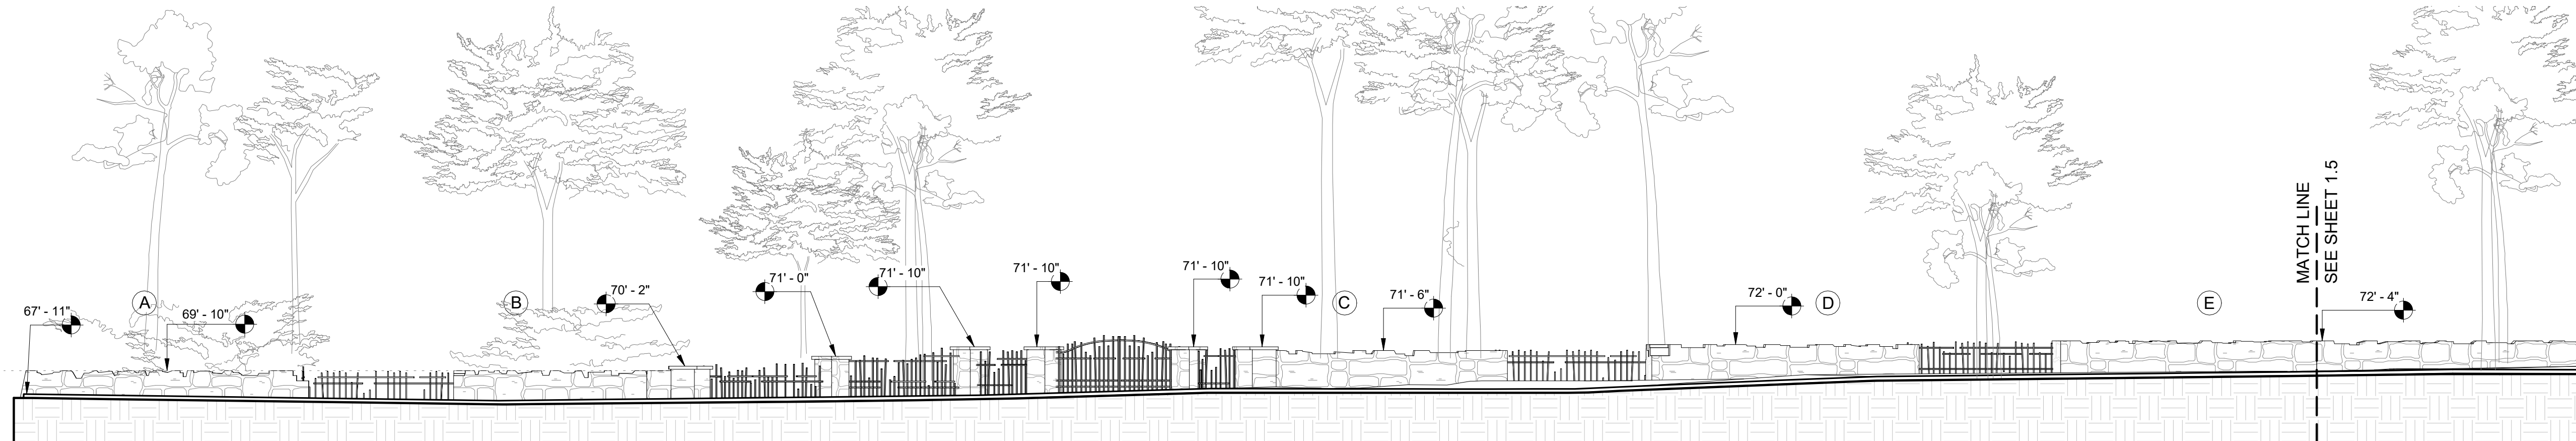 67' - 11"
A
69' - 10"
B
70' - 2"
71' - 0"
71' - 10"
71' - 10"
71' - 10"
71' - 10"
C
71' - 6"
72' - 0"
D
E
MATCH LINE
SEE SHEET 1.5
72' - 4"